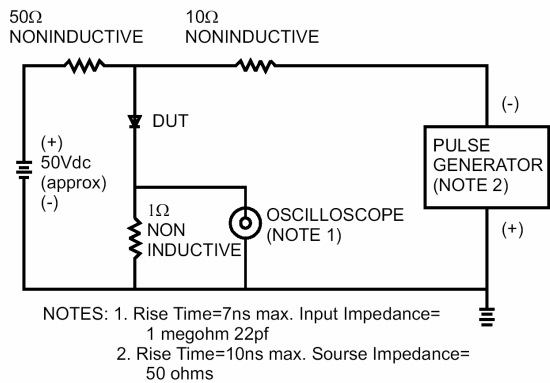 50Ω
NONINDUCTIVE
10Ω
NONINDUCTIVE
(-)
DUT
(+)
50Vdc
(approx)
(-)
PULSE
GENERATOR
(NOTE 2)
1Ω
NON
INDUCTIVE
OSCILLOSCOPE
(NOTE 1)
(+)
NOTES: 1. Rise Time=7ns max. Input Impedance=
1 megohm 22pf
2. Rise Time=10ns max. Sourse Impedance=
50 ohms